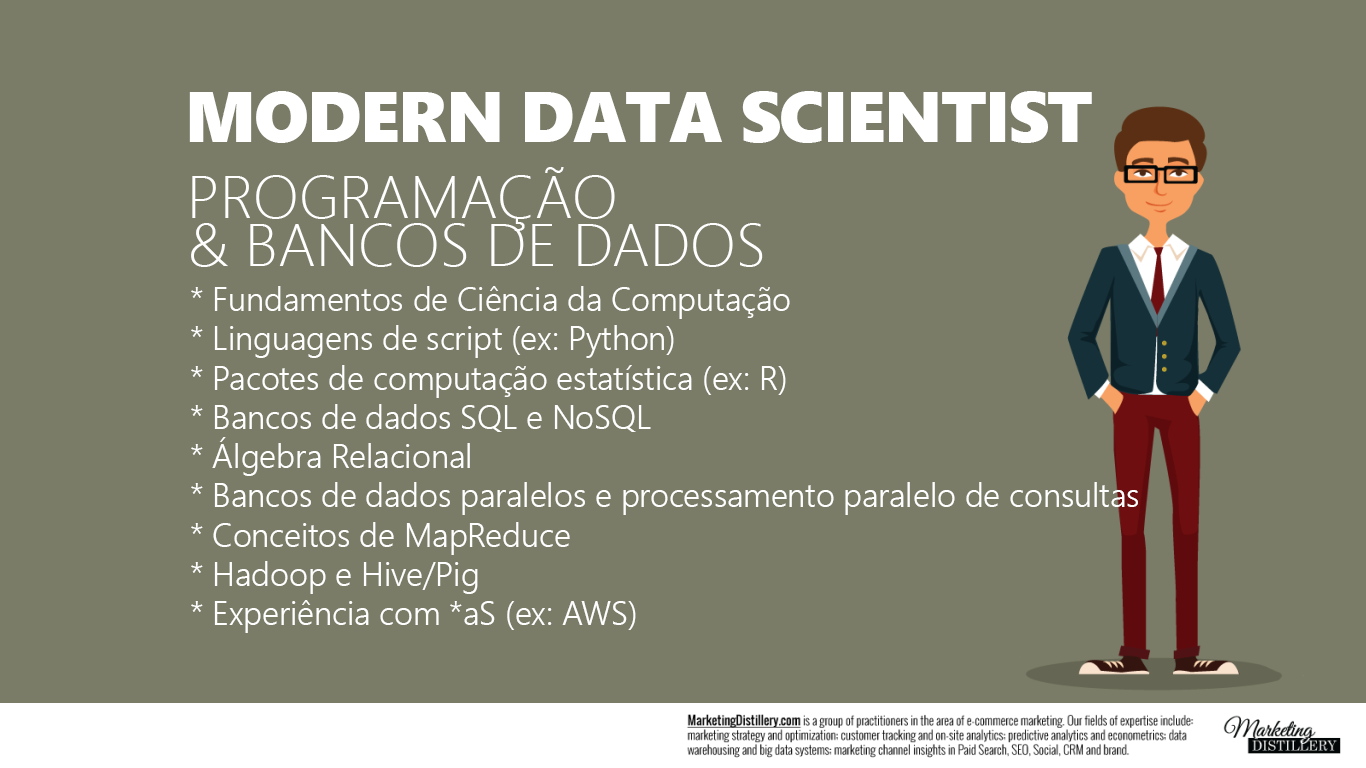 MODERN DATA SCIENTIST
PROGRAMAÇÃO
& BANCOS DE DADOS
* Fundamentos de Ciência da Computação
* Linguagens de script (ex: Python)
* Pacotes de computação estatística (ex: R)
* Bancos de dados SQL e NoSQL
* Álgebra Relacional
* Bancos de dados paralelos e processamento paralelo de consultas
* Conceitos de MapReduce
* Hadoop e Hive/Pig
* Experiência com *aS (ex: AWS)
MarketingDistillery.com is a group of practitioners in the area of e-commerce marketing. Our fields of expertise include:
marketing strategy and optimization: customer tracking and on-site analytics: predictive analytics and econometrics: data
warehousing and big data systems: marketing channel insights in Paid Search, SEO, Social, CRM and brand.
Marketing
DISTILLERY